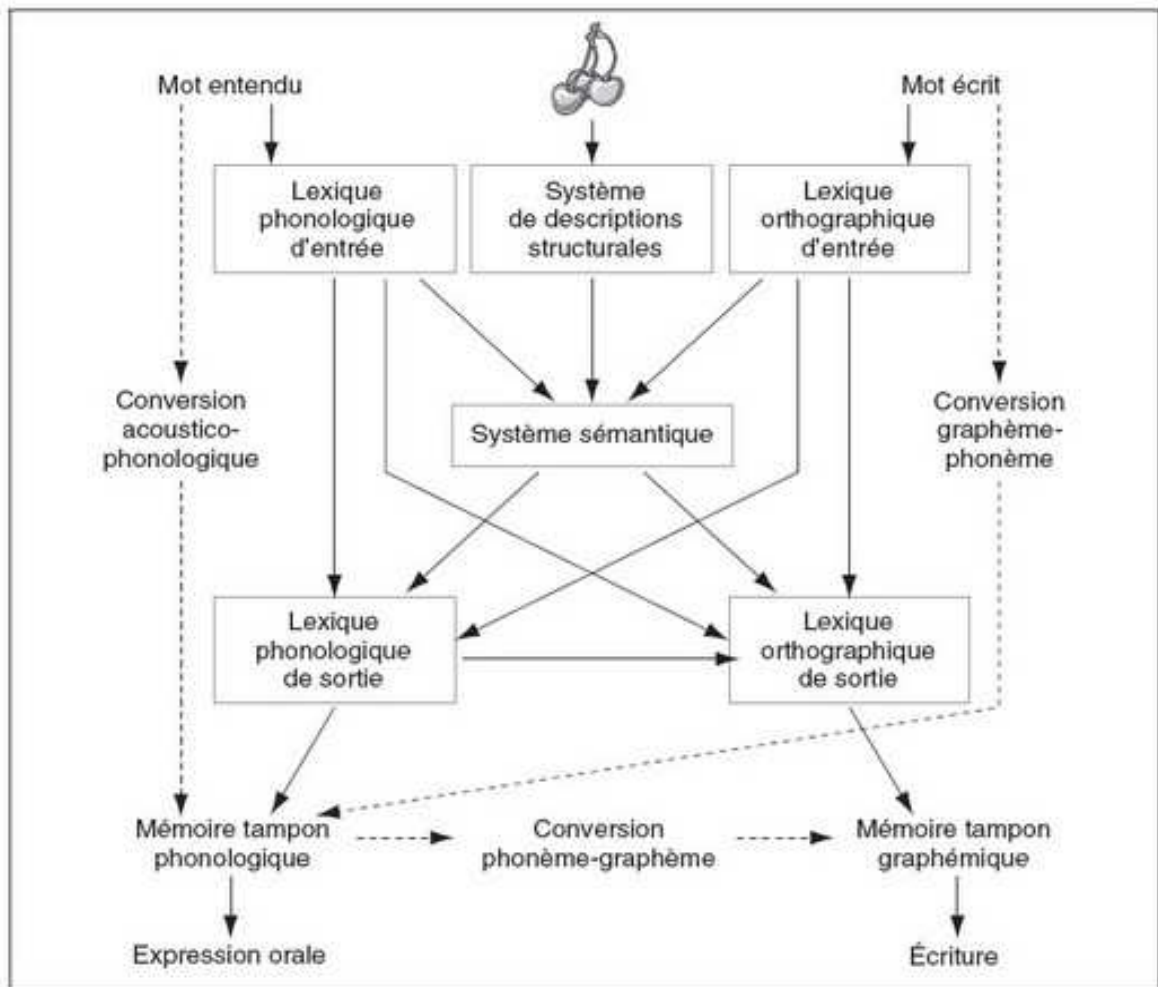 Mot entendu
Mot écrit
Lexique
phonologique
d'entrée
Système
de descriptions
structurales
Lexique
orthographique
d'entrée
Conversion
acoustico-
phonologique
Système sémantique
Conversion
graphème-
phonème
Lexique
phonologique
de sortie
Lexique
orthographique
de sortie
Mémoire tampon
phonologique
Conversion
phonème-graphème
Mémoire tampon
graphémique
Expression orale
Écriture